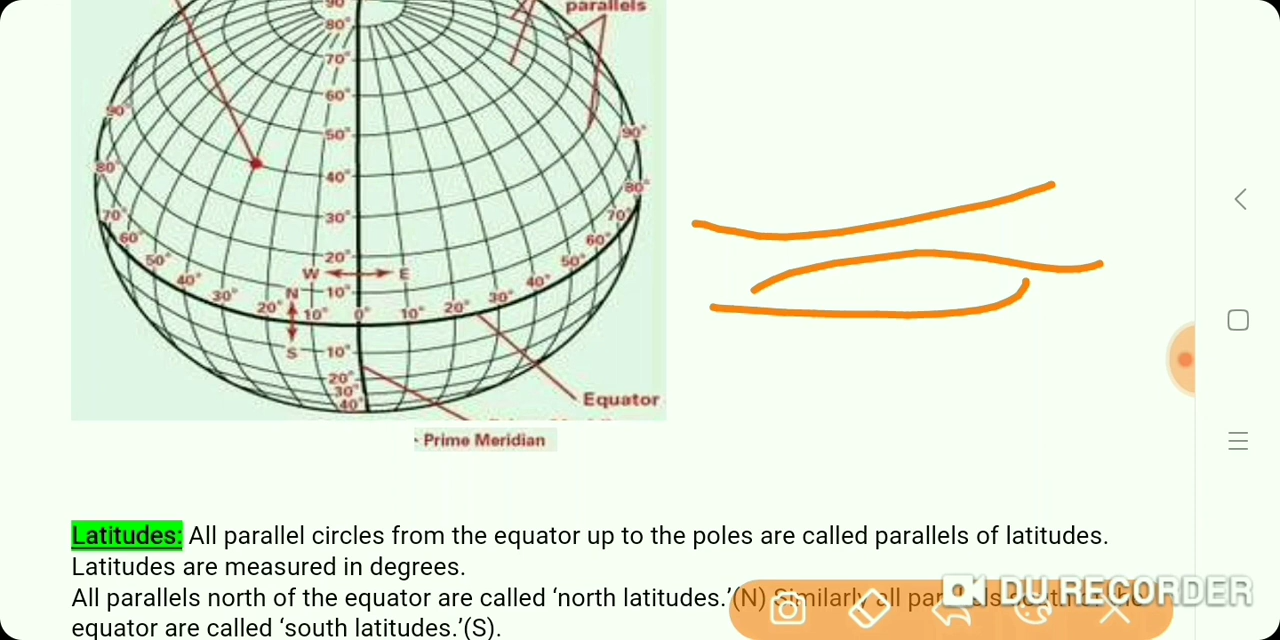 parallels
90
80°
70°
60°
50°
40°
30°
20°
10°
90°
80°
70°
60°
50°
40°
30°
20°
10°
0°
10°
20°
30°
40°
50°
60°
70°
80°
90°
W E
N
S
10°
20°
30°
40°
Equator
Prime Meridian
Latitudes: All parallel circles from the equator up to the poles are called parallels of latitudes.
Latitudes are measured in degrees.
All parallels north of the equator are called ‘north latitudes.’(N) Similarly all
equator are called ‘south latitudes.’(S).
DU RECORDER